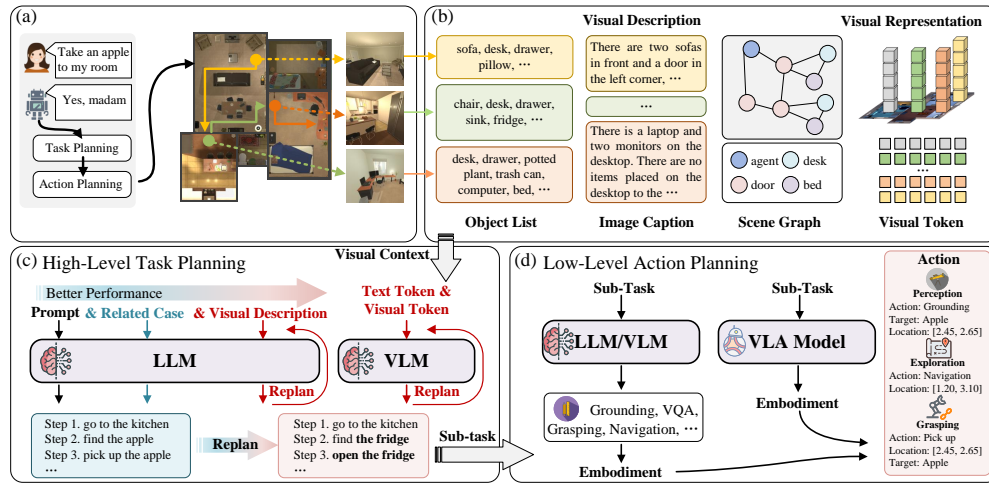 (a)
Take an apple
to my room
Yes, madam
Task Planning
Action Planning
(b)
Visual Description
Visual Representation
sofa, desk, drawer,
pillow, ···
chair, desk, drawer,
sink, fridge, ···
desk, drawer, potted
plant, trash can,
computer, bed, ···
There are two sofas
in front and a door in
the left corner, ···
···
There is a laptop and
two monitors on the
desktop. There are no
items placed on the
desktop to the ···
agent
desk
door
bed
···
Object List
Image Caption
Scene Graph
Visual Token
Visual Context
(c) High-Level Task Planning
Better Performance
Prompt & Related Case & Visual Description
Text Token &
Visual Token
LLM
VLM
Replan
Replan
Step 1. go to the kitchen
Step 2. find the apple
Step 3. pick up the apple
···
Replan
Step 1. go to the kitchen
Step 2. find the fridge
Step 3. open the fridge
···
Sub-task
(d) Low-Level Action Planning
Sub-Task
Sub-Task
LLM/VLM
VLA Model
Grounding, VQA,
Grasping, Navigation, ···
Embodiment
Embodiment
Action
Perception
Action: Grounding
Target: Apple
Location: [2.45, 2.65]
Exploration
Action: Navigation
Location: [1.20, 3.10]
Grasping
Action: Pick up
Location: [2.45, 2.65]
Target: Apple